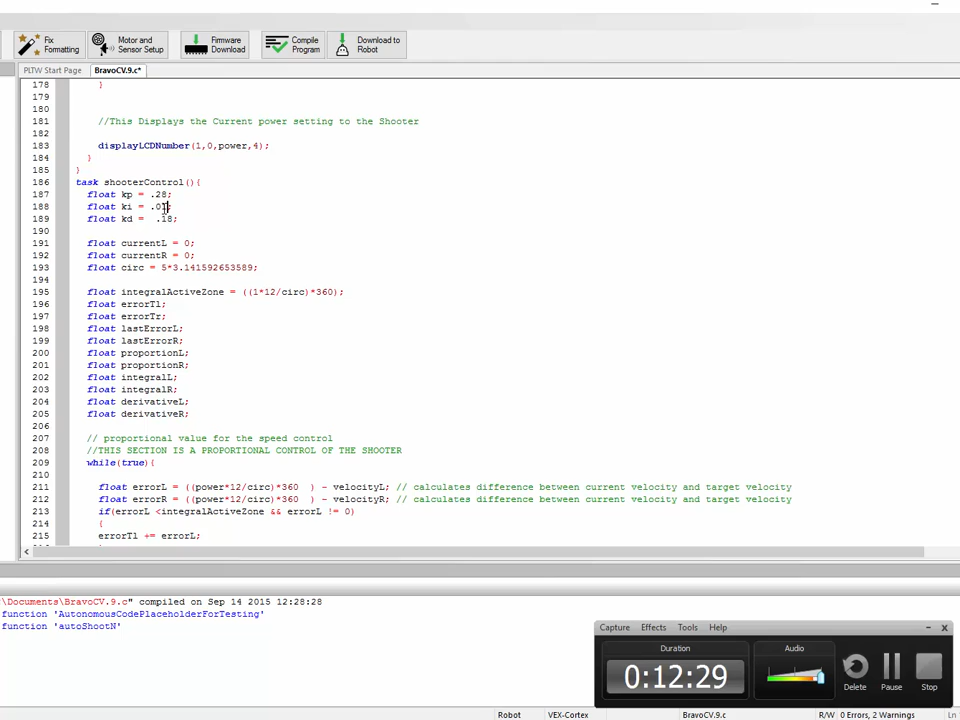 Fix Formatting
Motor and Sensor Setup
Firmware Download
Compile Program
Download to Robot
PLTW Start Page BravoCV.9.c*
178 }
179
180
181 //This Displays the Current power setting to the Shooter
182
183 displayLCDNumber(1,0,power,4);
184 }
185 }
186 task shooterControl(){
187 float kp = .28;
188 float ki = .01;
189 float kd =  .18;
190
191 float currentL = 0;
192 float currentR = 0;
193 float circ = 5*3.141592653589;
194
195 float integralActiveZone = ((1*12/circ)*360);
196 float errorTl;
197 float errorTr;
198 float lastErrorL;
199 float lastErrorR;
200 float proportionL;
201 float proportionR;
202 float integralL;
203 float integralR;
204 float derivativeL;
205 float derivativeR;
206
207 // proportional value for the speed control
208 //THIS SECTION IS A PROPORTIONAL CONTROL OF THE SHOOTER
209 while(true){
210
211 float errorL = ((power*12/circ)*360  ) - velocityL; // calculates difference between current velocity and target velocity
212 float errorR = ((power*12/circ)*360  ) - velocityR; // calculates difference between current velocity and target velocity
213 if(errorL <integralActiveZone && errorL != 0)
214 {
215 errorTl += errorL;
\Documents\BravoCV.9.c" compiled on Sep 14 2015 12:28:28
function 'AutonomousCodePlaceholderForTesting'
function 'autoShootN'
Capture Effects Tools Help
Duration
0:12:29
Audio
Delete Pause Stop
Robot VEX-Cortex BravoCV.9.c R/W 0 Errors, 2 Warnings Ln